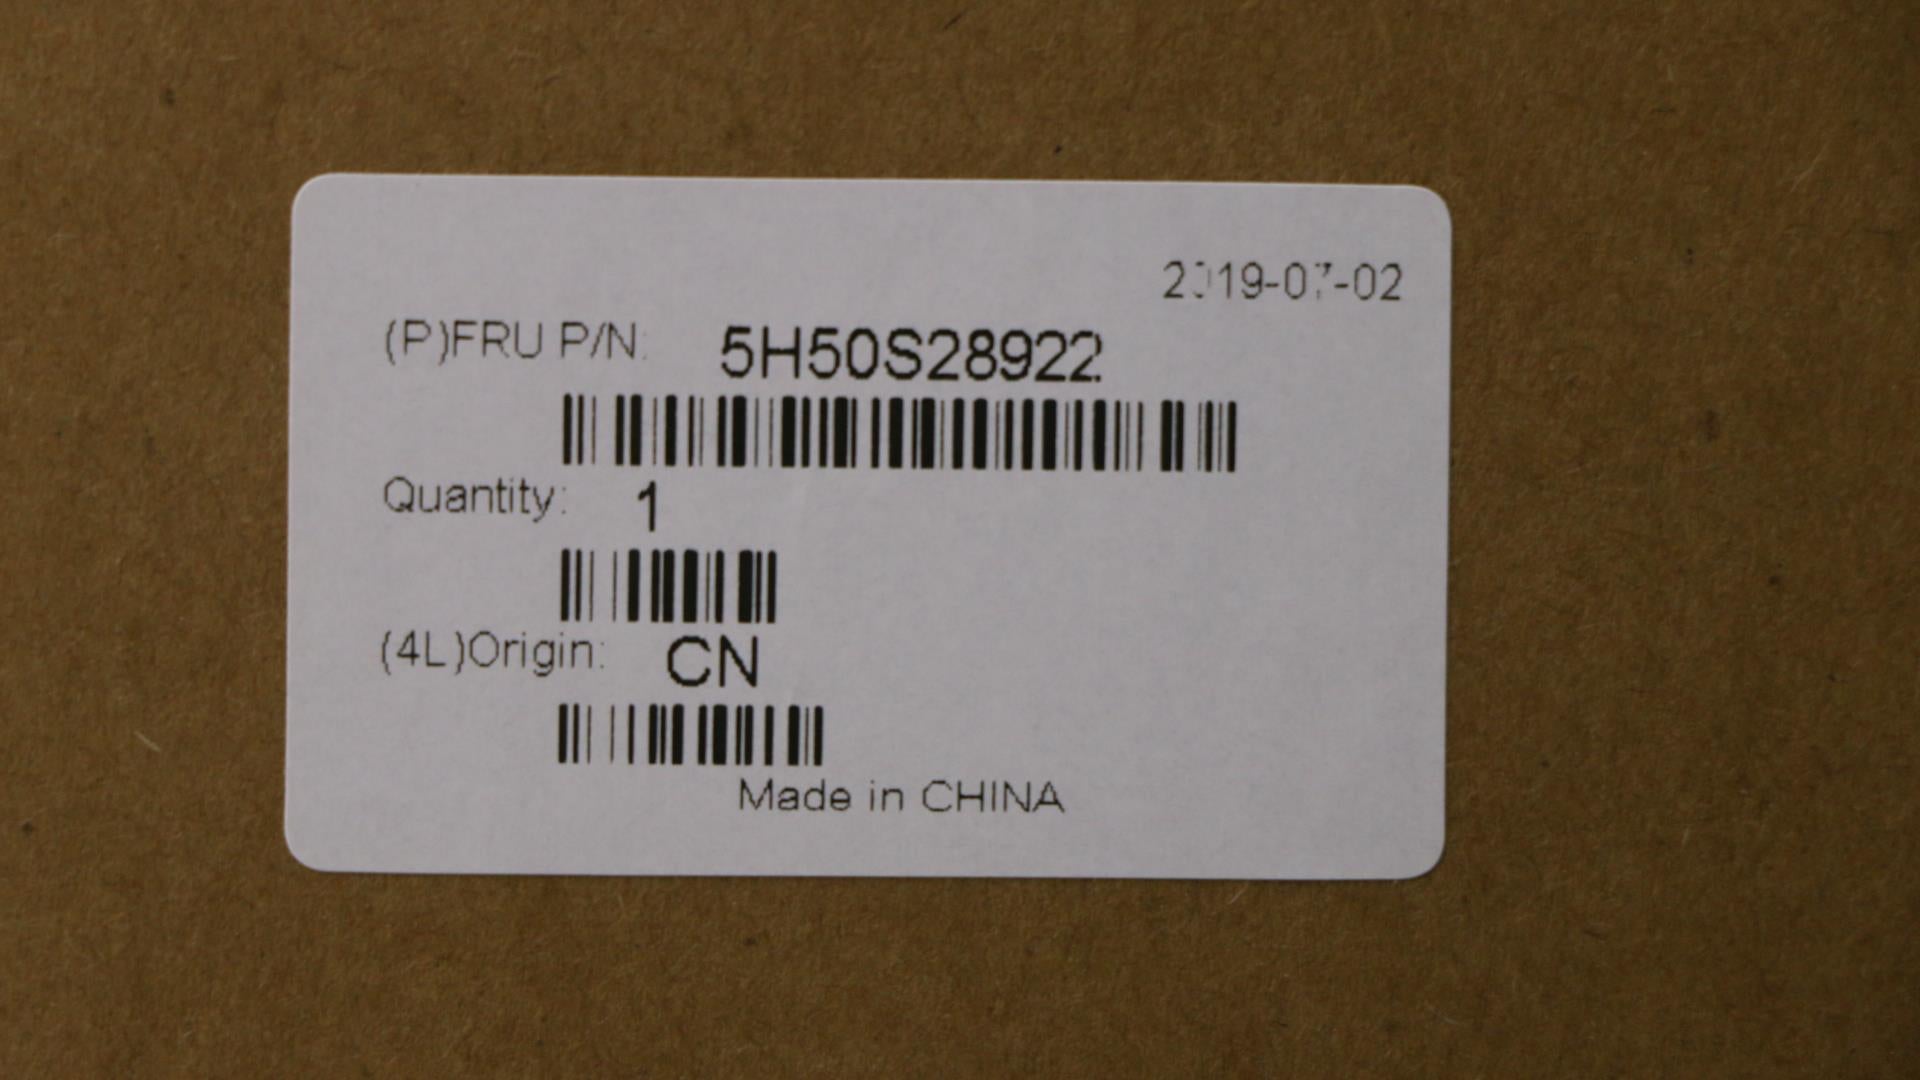 2019-07-02
(P)FRU P/N: 5H50S28922
Quantity: 1
(4L)Origin: CN
Made in CHINA